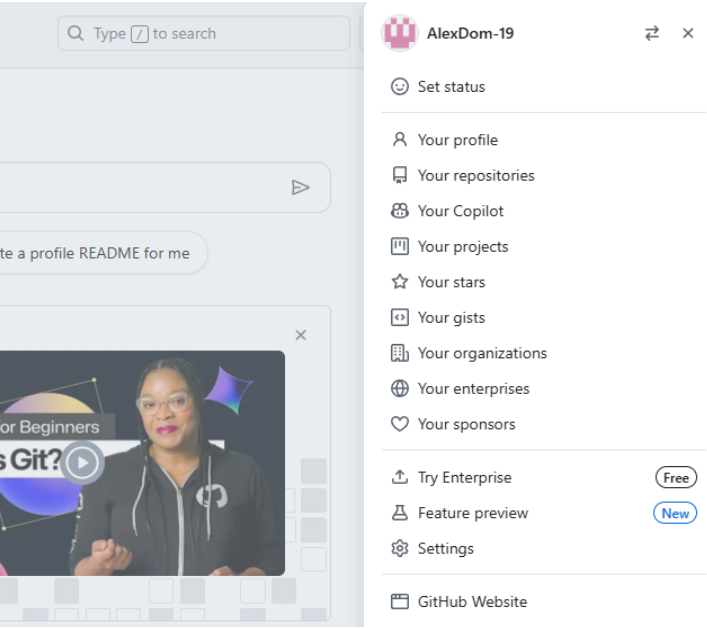 Type / to search
AlexDom-19
Set status
Your profile
Your repositories
Your Copilot
Your projects
Your stars
Your gists
Your organizations
Your enterprises
Your sponsors
Try Enterprise Free
Feature preview New
Settings
GitHub Website
te a profile README for me
or Beginners
s Git?